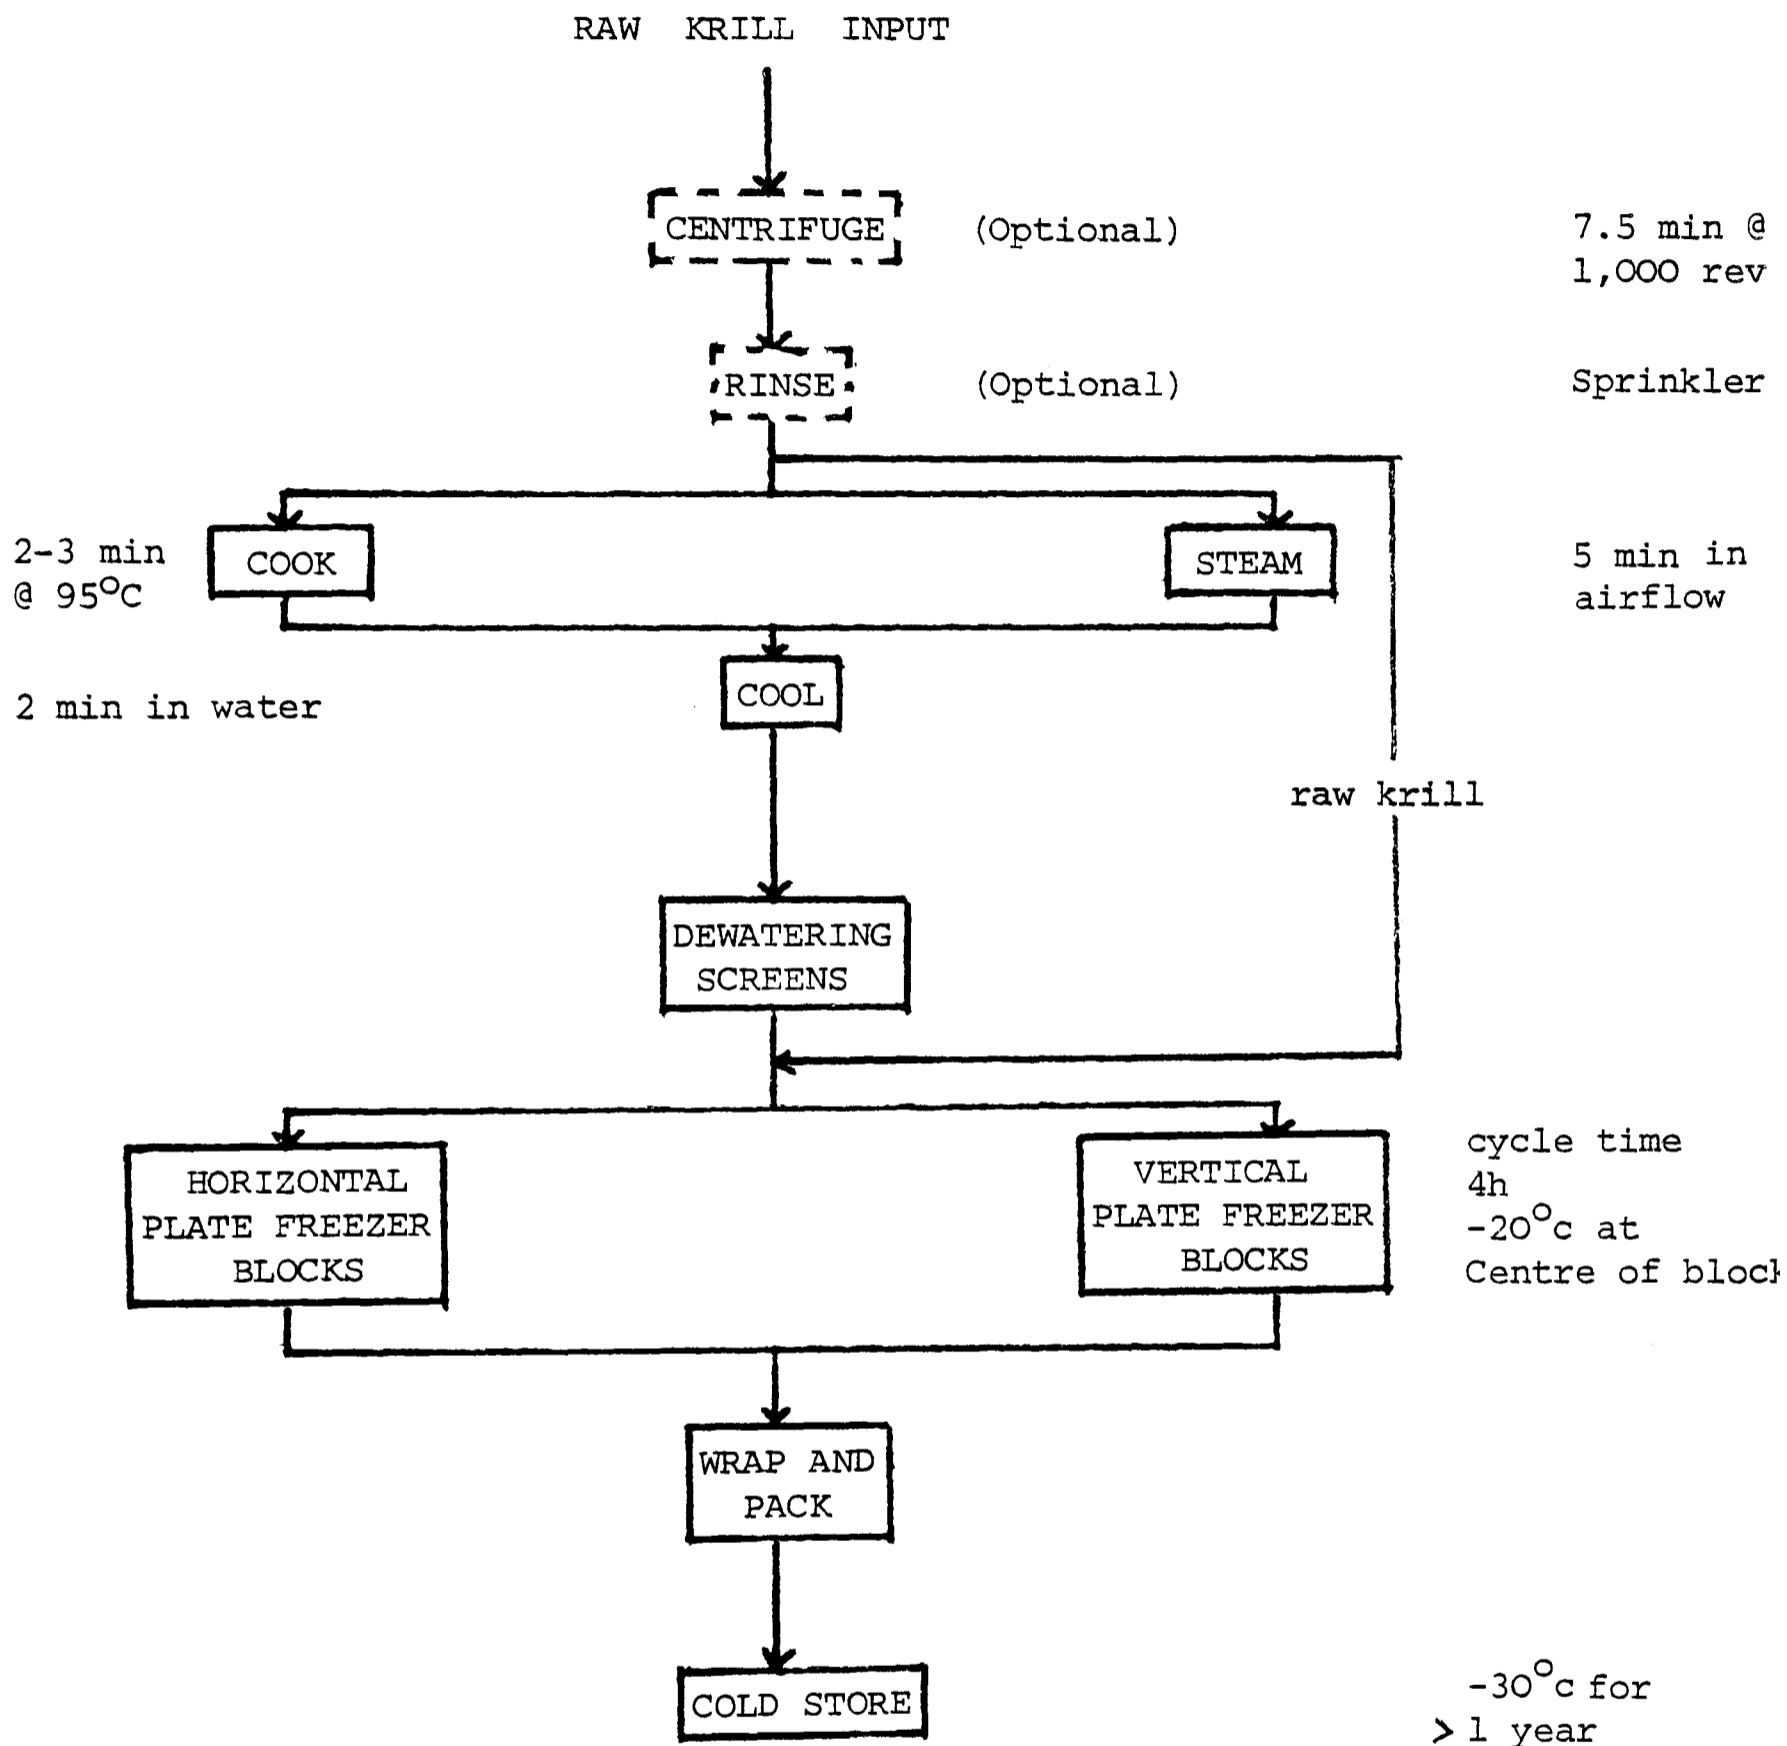 RAW KRILL INPUT
CENTRIFUGE (Optional) 7.5 min @
1,000 rev
RINSE (Optional) Sprinkler
2-3 min
@ 95°C
COOK
STEAM
5 min in
airflow
COOL
2 min in water
raw krill
DEWATERING
SCREENS
HORIZONTAL
PLATE FREEZER
BLOCKS
VERTICAL
PLATE FREEZER
BLOCKS
cycle time
4h
-20°c at
Centre of block
WRAP AND
PACK
COLD STORE
-30°c for
> 1 year